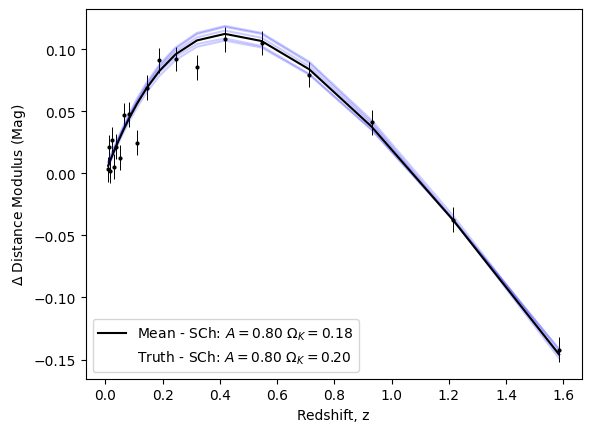 0.10
0.05
0.00
−0.05
−0.10
−0.15
Δ Distance Modulus (Mag)
Mean - SCh: A = 0.80 Ω_K = 0.18
Truth - SCh: A = 0.80 Ω_K = 0.20
0.0 0.2 0.4 0.6 0.8 1.0 1.2 1.4 1.6
Redshift, z